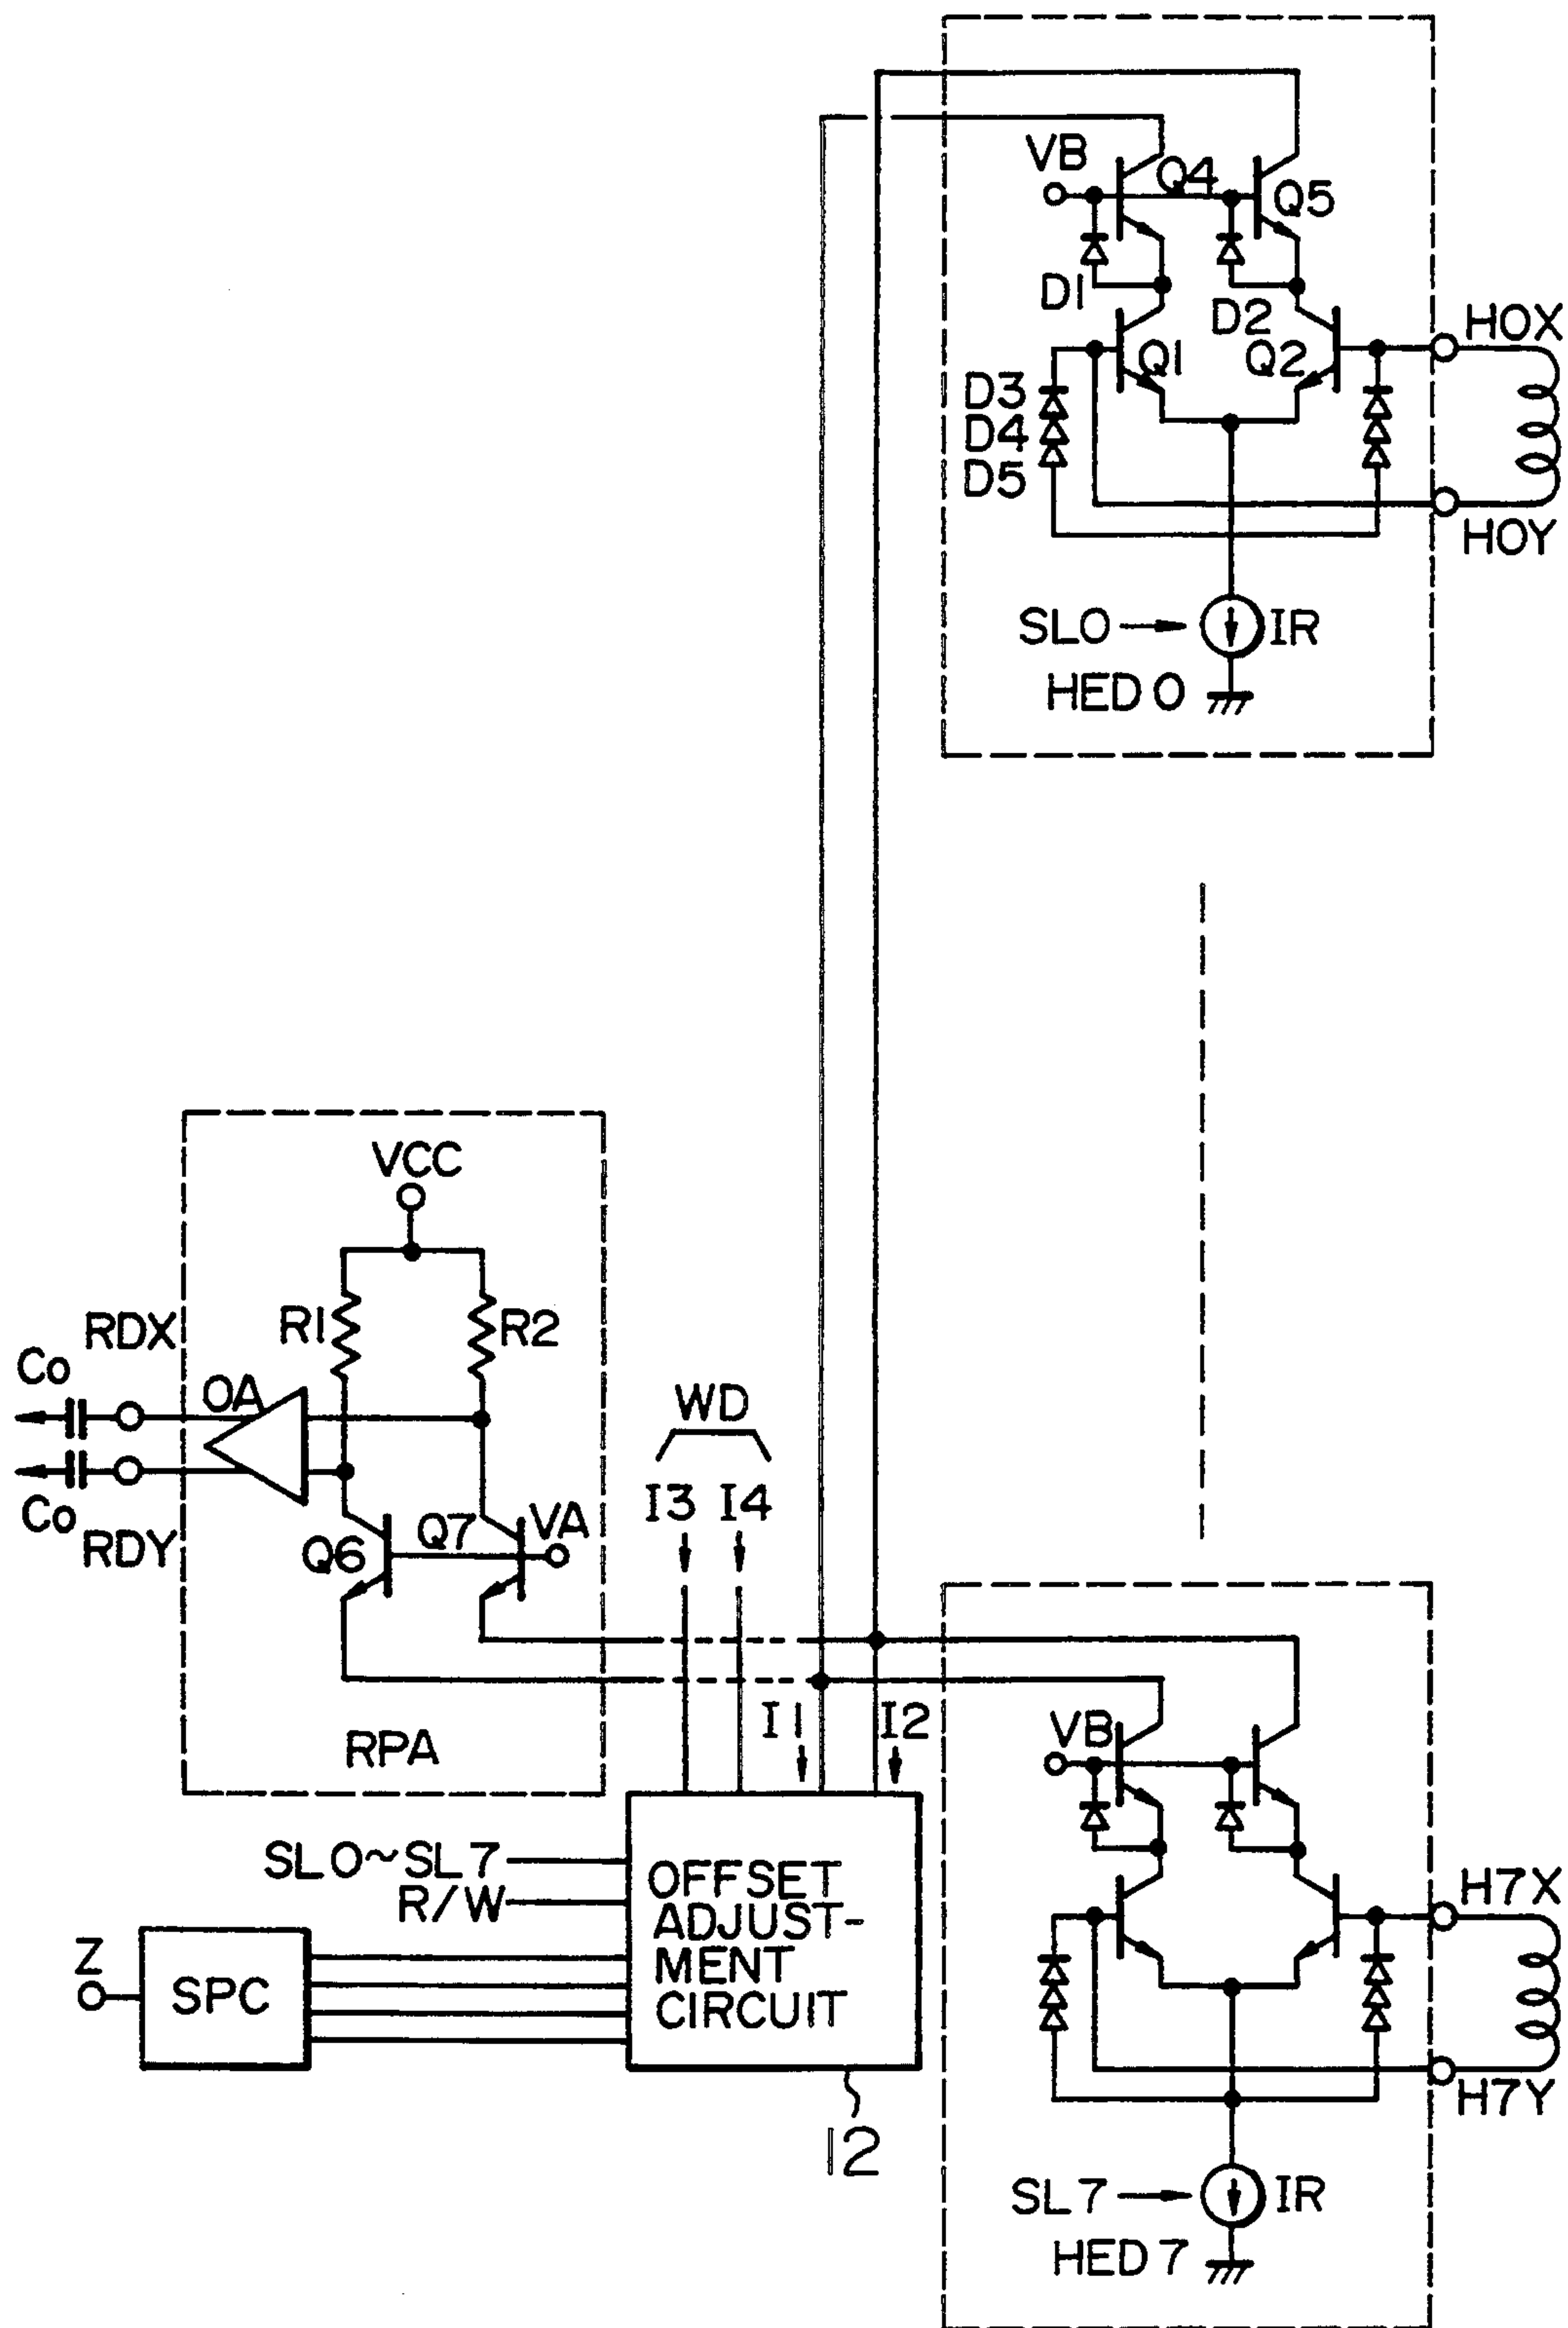 VB
Q4
Q5
D1
D2
H0X
Q1
Q2
D3
D4
D5
H0Y
SL0
IR
HED 0
VCC
R1
R2
RDX
Co
OA
WD
I3 I4
Co
RDY
Q6
Q7
VA
I1
I2
RPA
VB
SL0~SL7
R/W
OFFSET
ADJUST-
MENT
CIRCUIT
Z
SPC
12
H7X
H7Y
SL7
IR
HED 7